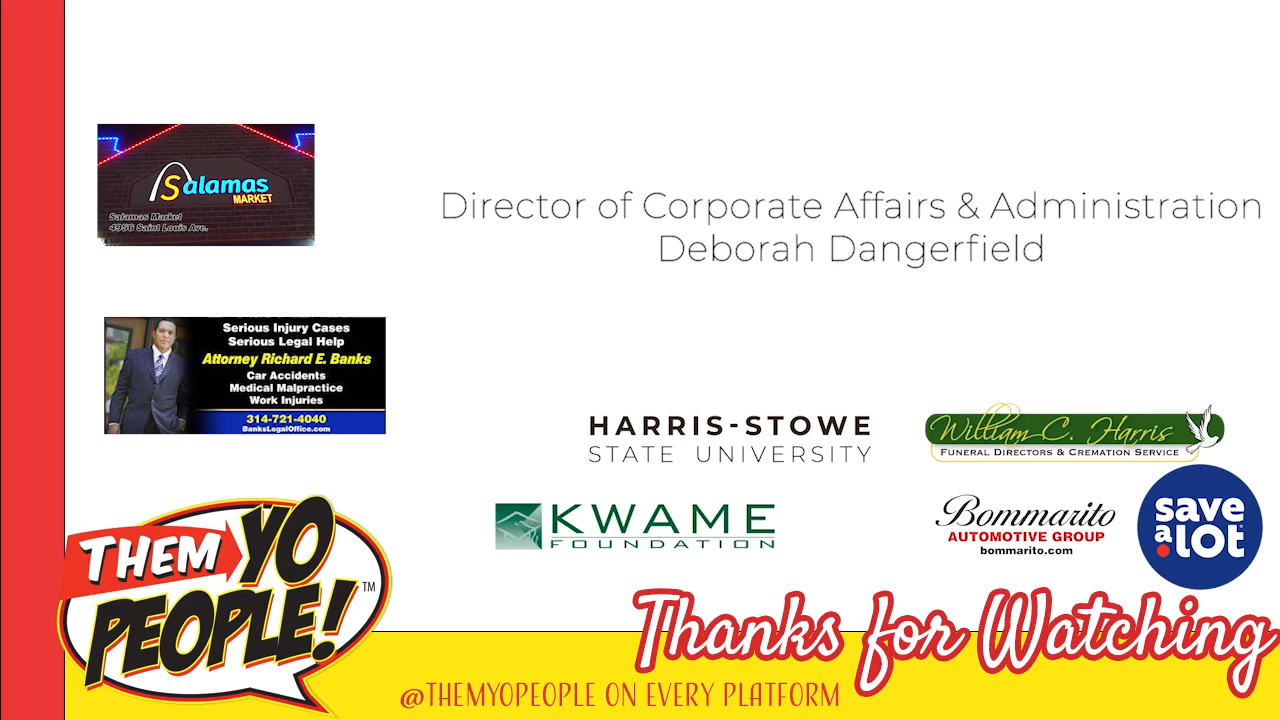 Salamas
MARKET
Salamas Market
4956 Saint Louis Ave.
Director of Corporate Affairs & Administration
Deborah Dangerfield
Serious Injury Cases
Serious Legal Help
Attorney Richard E. Banks
Car Accidents
Medical Malpractice
Work Injuries
314-721-4040
BanksLegalOffice.com
HARRIS-STOWE
STATE UNIVERSITY
William C. Harris
FUNERAL DIRECTORS & CREMATION SERVICE
KWAME
FOUNDATION
Bommarito
AUTOMOTIVE GROUP
bommarito.com
save
a
lot
THEM YO
PEOPLE!
TM
Thanks for Watching
@THEMYOPEOPLE ON EVERY PLATFORM